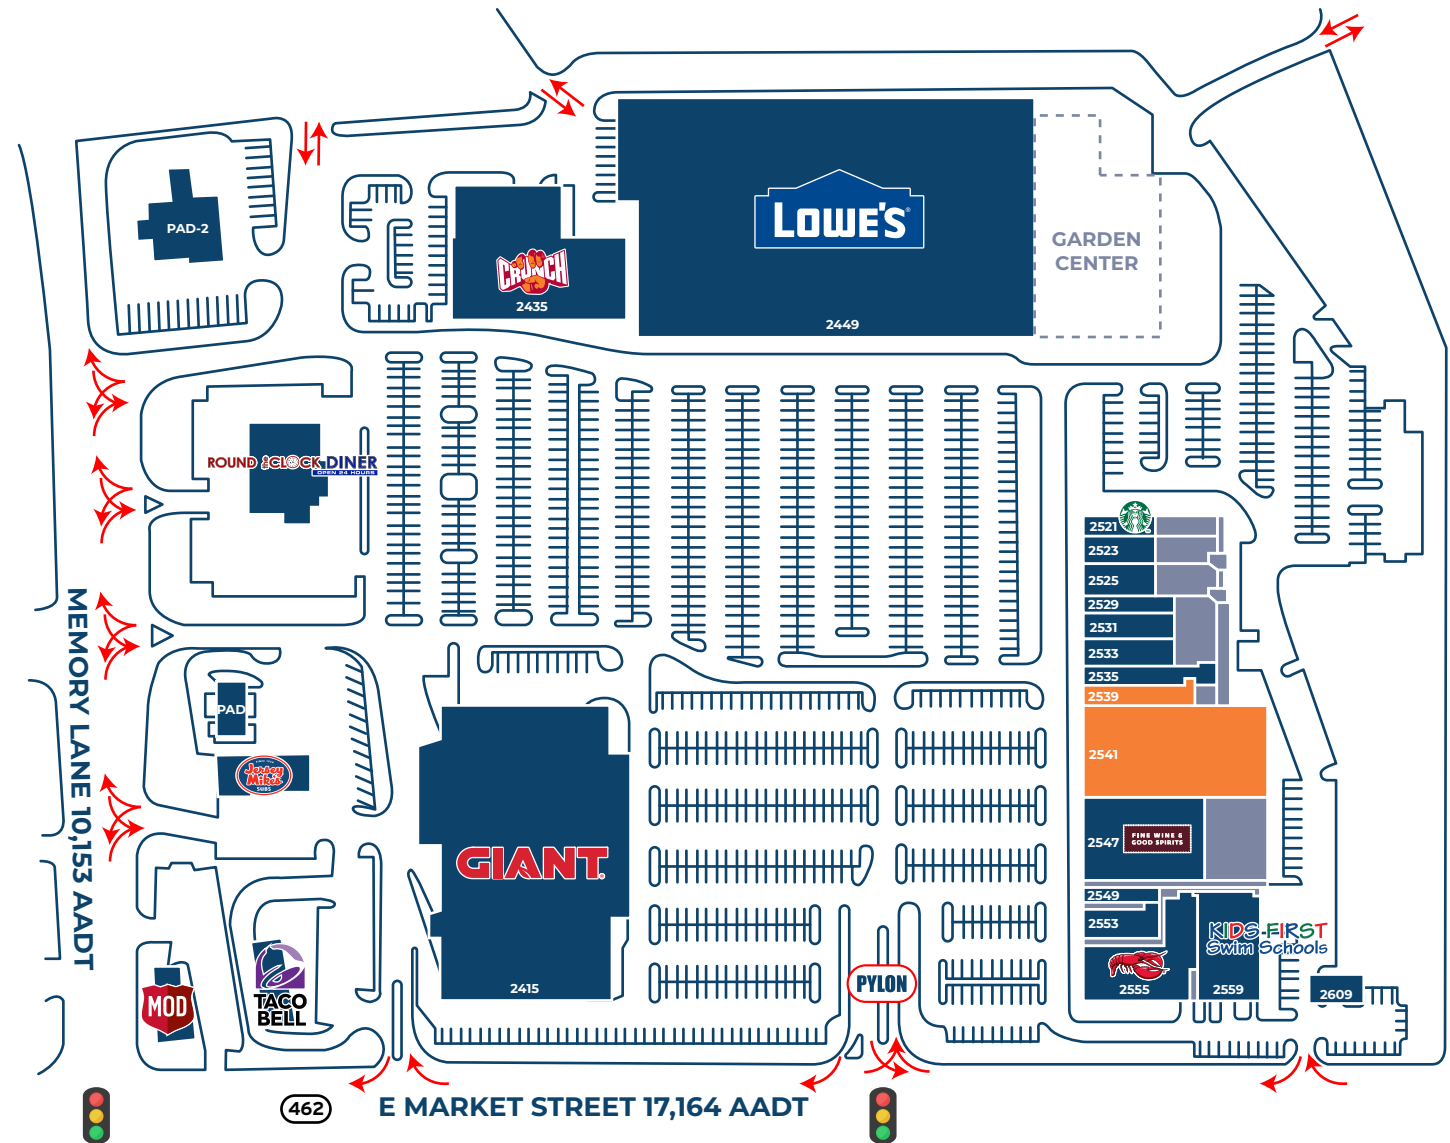 PAD-2
CRUNCH
2435
LOWE'S
2449
GARDEN
CENTER
ROUND THE CLOCK DINER
OPEN 24 HOURS
2521
2523
2525
2529
2531
2533
2535
2539
2541
2547
FINE WINE &
GOOD SPIRITS
2549
2553
KIDS-FIRST
Swim Schools
2555
2559
2609
PAD
Jersey
Mike's
SUBS
GIANT
2415
MOD
TACO
BELL
PYLON
MEMORY LANE 10,153 AADT
462
E MARKET STREET 17,164 AADT